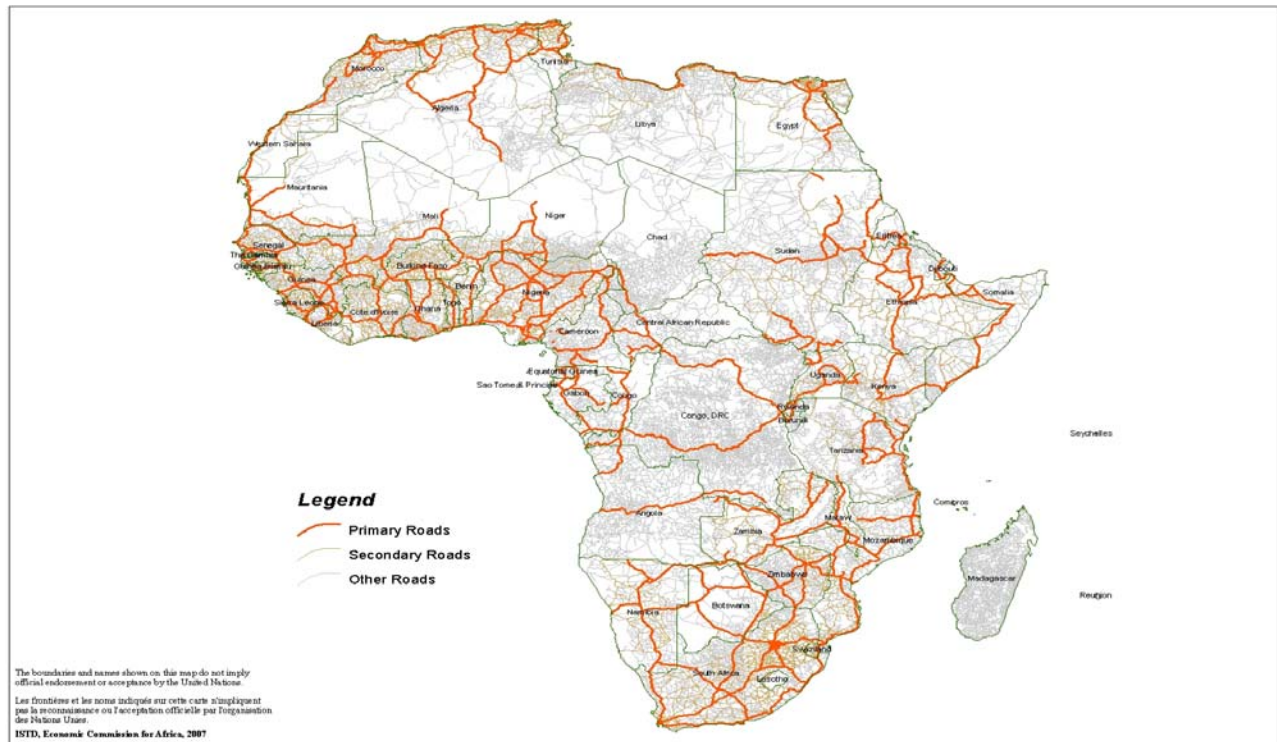 Morocco
Tunisia
Algeria
Libya
Egypt
Western Sahara
Mauritania
Mali
Niger
Chad
Sudan
Eritrea
Senegal
The Gambia
Guinea Bissau
Guinea
Burkina Faso
Djibouti
Somalia
Sierra Leone
Liberia
Cote d'Ivoire
Ghana
Togo
Benin
Nigeria
Ethiopia
Cameroon
Central African Republic
Equatorial Guinea
Sao Tome & Principe
Gabon
Congo
Congo, DRC
Uganda
Kenya
Rwanda
Burundi
Tanzania
Seychelles
Comoros
Angola
Zambia
Malawi
Mozambique
Madagascar
Reunion
Zimbabwe
Namibia
Botswana
Swaziland
South Africa
Lesotho
Legend
Primary Roads
Secondary Roads
Other Roads
The boundaries and names shown on this map do not imply
official endorsement or acceptance by the United Nations.
Les frontières et les noms indiqués sur cette carte n'impliquent
pas la reconnaissance ou l'acceptation officielle par l'organisation
des Nations Unies.
ISTD, Economic Commission for Africa, 2007